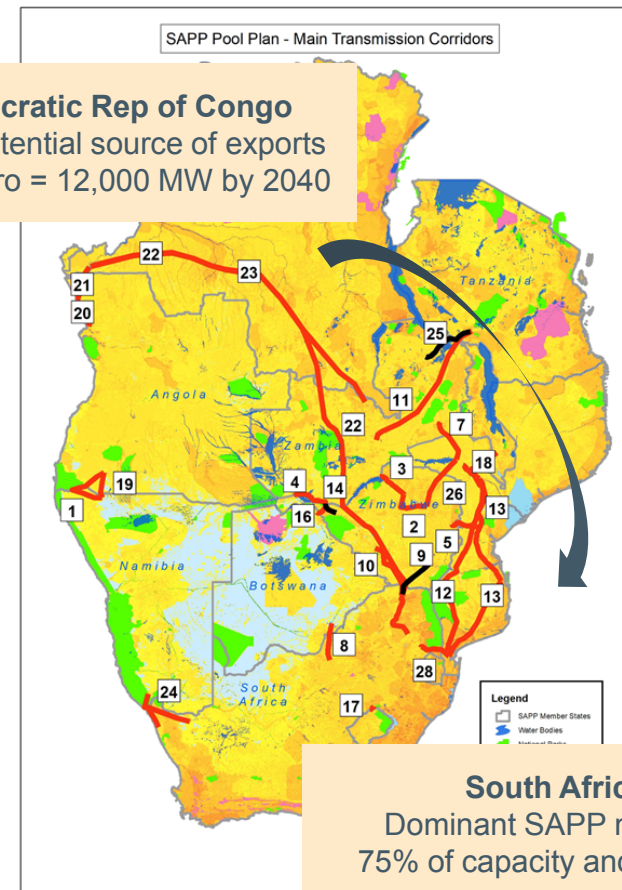 SAPP Pool Plan - Main Transmission Corridors
cratic Rep of Congo
tential source of exports
ro = 12,000 MW by 2040
22
23
21
20
Tanzania
25
Angola
11
22
7
Zambia
18
3
4
14
19
Zimbabwe
26
13
1
16
2
5
9
Namibia
10
Botswana
12
13
8
28
24
South
Africa
17
Legend
SAPP Member States
Water Bodies
National Parks
South Afric
Dominant SAPP
75% of capacity and